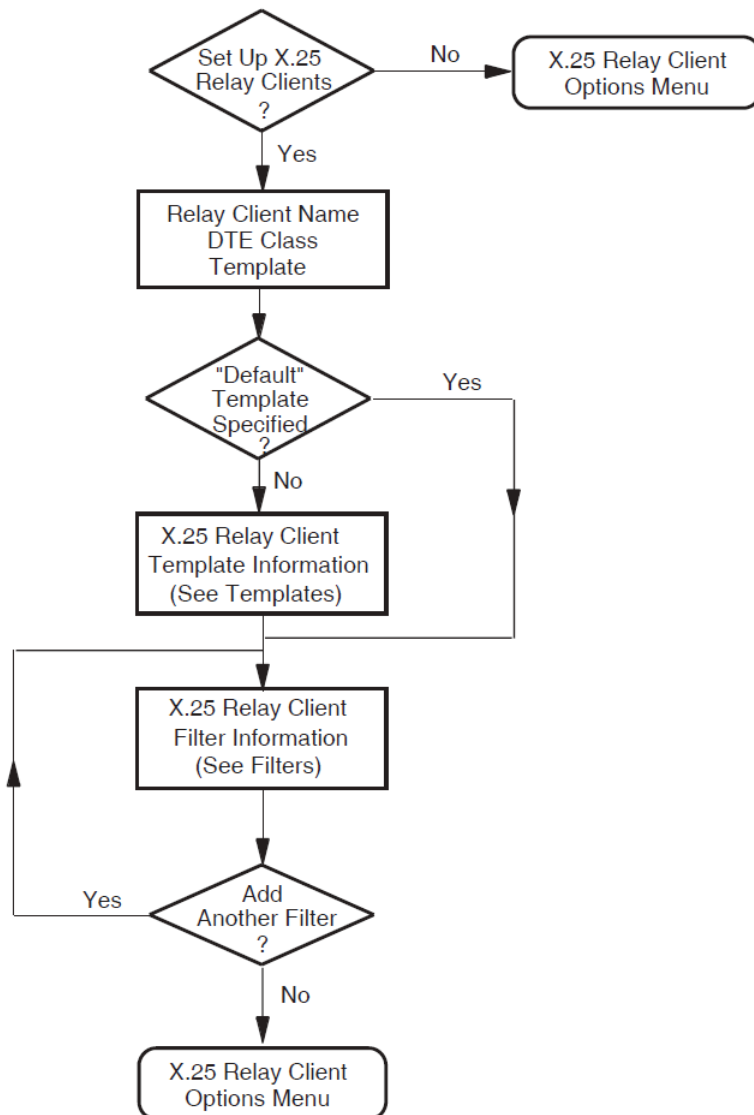 Set Up X.25
Relay Clients
?
No
X.25 Relay Client
Options Menu
Yes
Relay Client Name
DTE Class
Template
"Default"
Template
Specified
?
Yes
No
X.25 Relay Client
Template Information
(See Templates)
X.25 Relay Client
Filter Information
(See Filters)
Add
Another Filter
?
Yes
No
X.25 Relay Client
Options Menu